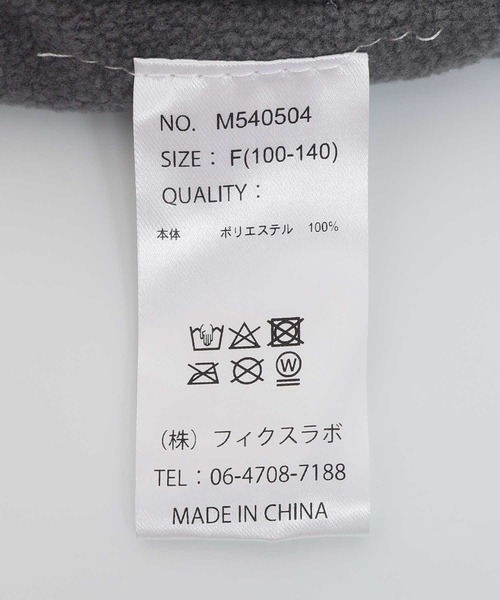 NO. M540504
SIZE : F(100-140)
QUALITY :
本体 ポリエステル 100%
W
（株）フィクスラボ
TEL : 06-4708-7188
MADE IN CHINA